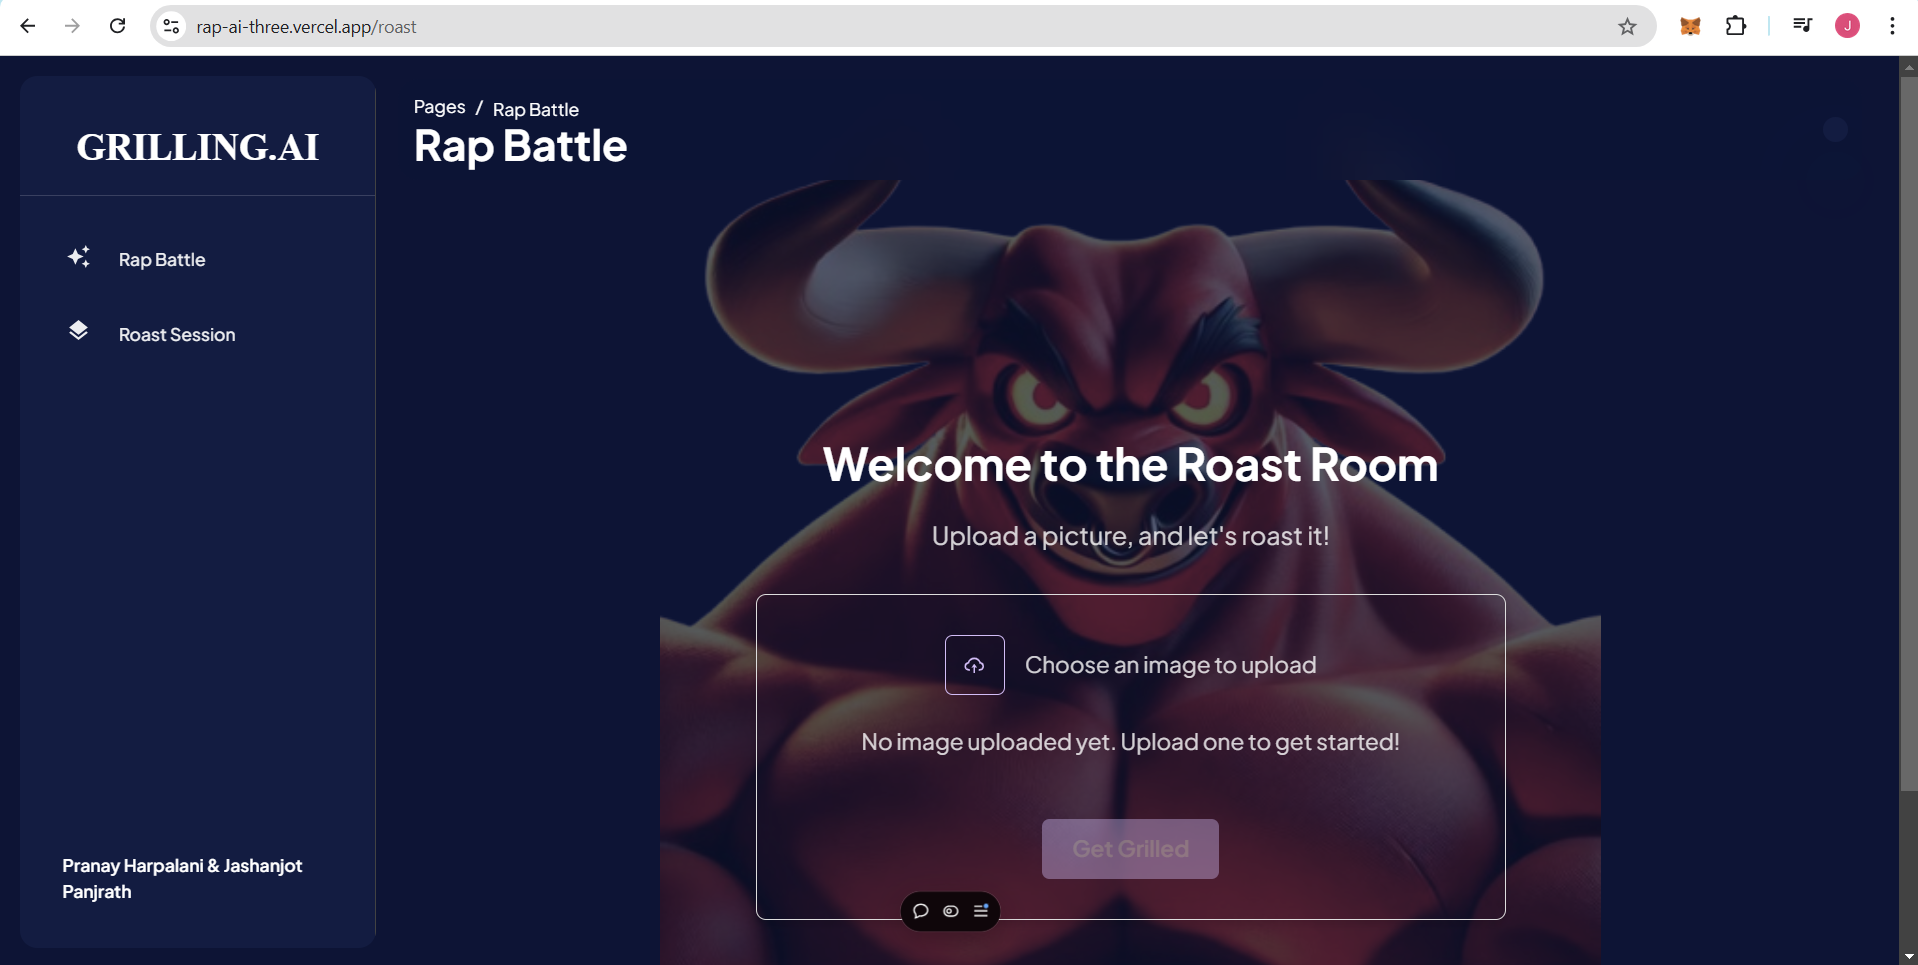 rap-ai-three.vercel.app/roast
J
GRILLING.AI
Rap Battle
Roast Session
Pranay Harpalani & Jashanjot
Panjrath
Pages / Rap Battle
Rap Battle
Welcome to the Roast Room
Upload a picture, and let's roast it!
Choose an image to upload
No image uploaded yet. Upload one to get started!
Get Grilled